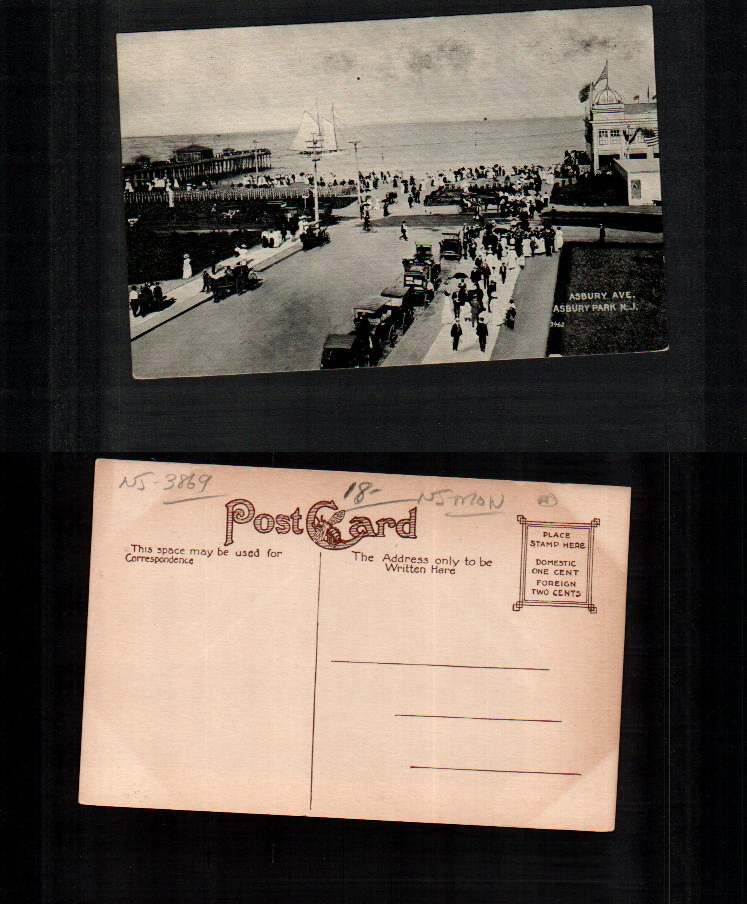 ASBURY AVE.
ASBURY PARK N.J.
3962
NJ-3869
18-
NJ-MON
POST CARD
This space may be used for
Correspondence
The Address only to be
Written Here
PLACE
STAMP HERE
DOMESTIC
ONE CENT
FOREIGN
TWO CENTS